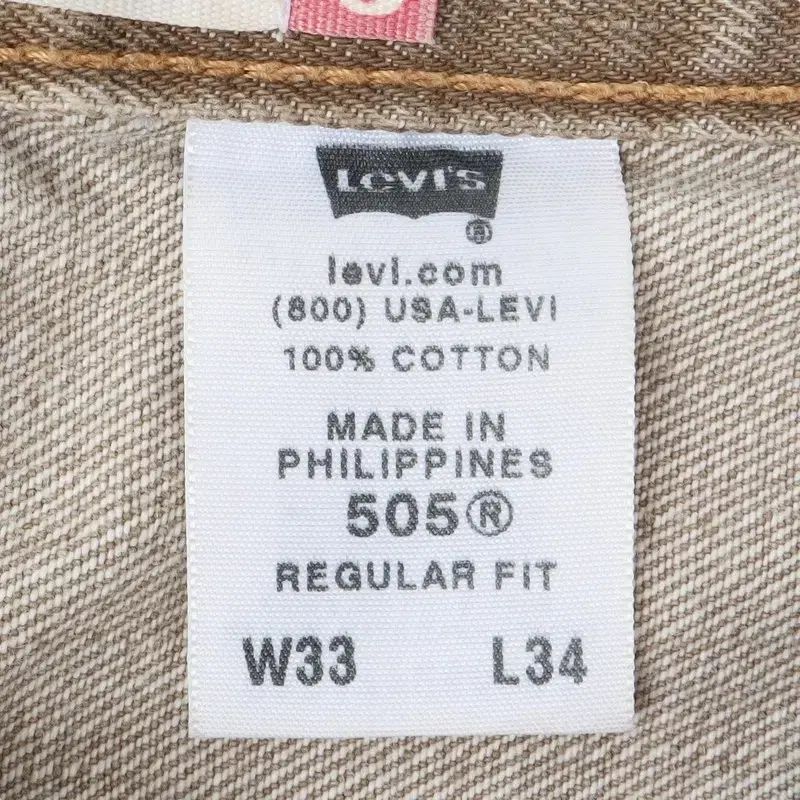 LEVI'S
®
levi.com
(800) USA-LEVI
100% COTTON
MADE IN
PHILIPPINES
505®
REGULAR FIT
W33 L34